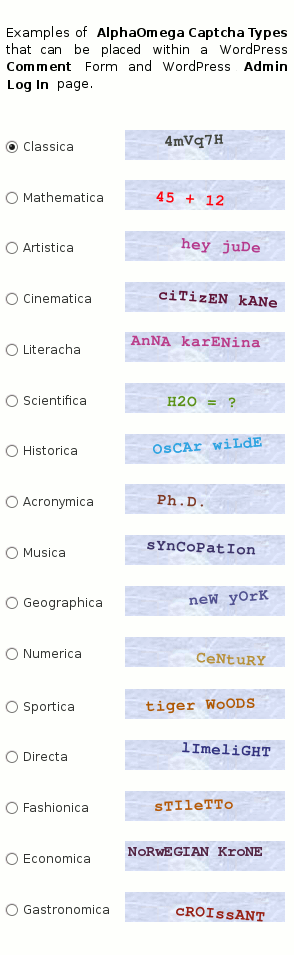 Examples of AlphaOmega Captcha Types
that can be placed within a WordPress
Comment Form and WordPress Admin
Log In page.
Classica 4mVq7H
Mathematica 45 + 12
Artistica hey juDe
Cinematica ciTizEN kANe
Literacha AnNA karENina
Scientifica H2O = ?
Historica OsCAr wiLdE
Acronymica Ph.D.
Musica sYnCoPatIon
Geographica neW yOrK
Numerica CeNtuRY
Sportica tiger WoODS
Directa lImeliGHT
Fashionica sTIleTTo
Economica NoRwEGIAN KroNE
Gastronomica cROIssANT